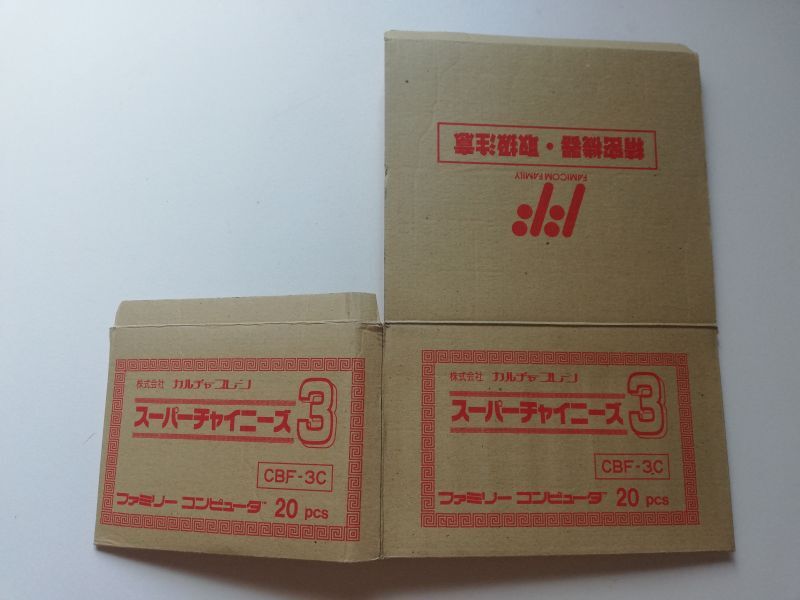 精密機器・取扱注意
FAMICOM FAMILY
株式会社 カルチャーブレーン
スーパーチャイニーズ3
CBF-3C
ファミリー コンピュータ™ 20 pcs
株式会社 カルチャーブレーン
スーパーチャイニーズ3
CBF-3C
ファミリー コンピュータ™ 20 pcs